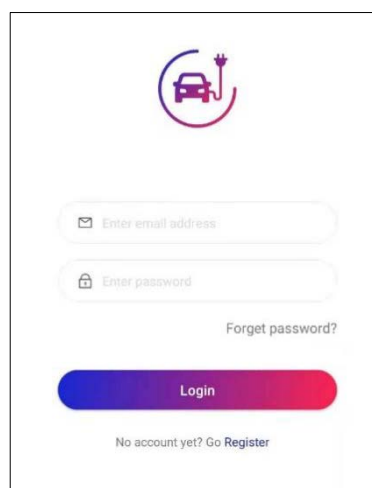 Enter email address
Enter password
Forget password?
Login
No account yet? Go Register